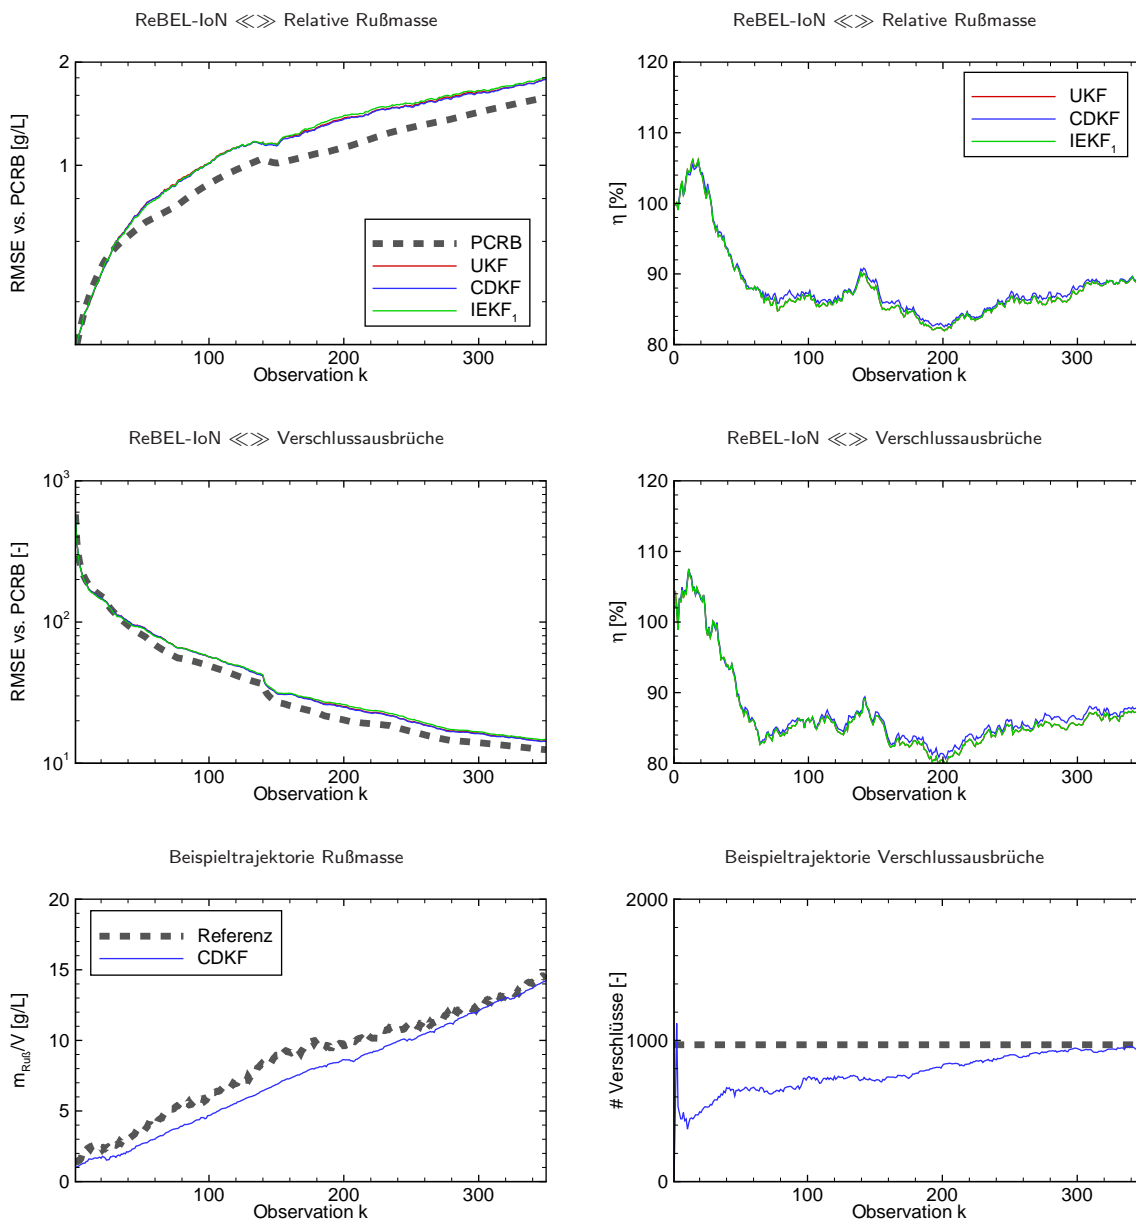 ReBEL-IoN ≪≫ Relative Rußmasse
2
1
RMSE vs. PCRB [g/L]
PCRB
UKF
CDKF
IEKF₁
100 200 300
Observation k
ReBEL-IoN ≪≫ Relative Rußmasse
120
110
100
90
80
η [%]
UKF
CDKF
IEKF₁
0 100 200 300
Observation k
ReBEL-IoN ≪≫ Verschlussausbrüche
10³
10²
10¹
RMSE vs. PCRB [-]
100 200 300
Observation k
ReBEL-IoN ≪≫ Verschlussausbrüche
120
110
100
90
80
η [%]
0 100 200 300
Observation k
Beispieltrajektorie Rußmasse
20
15
10
5
0
m_Ruß/V [g/L]
Referenz
CDKF
100 200 300
Observation k
Beispieltrajektorie Verschlussausbrüche
2000
1000
0
# Verschlüsse [-]
0 100 200 300
Observation k